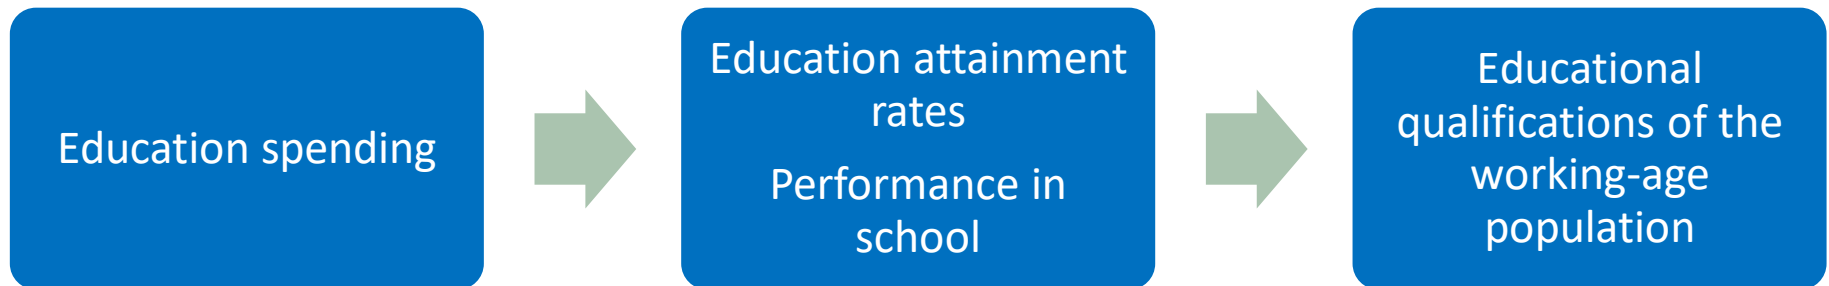 Education spending
Education attainment
rates
Performance in
school
Educational
qualifications of the
working-age
population